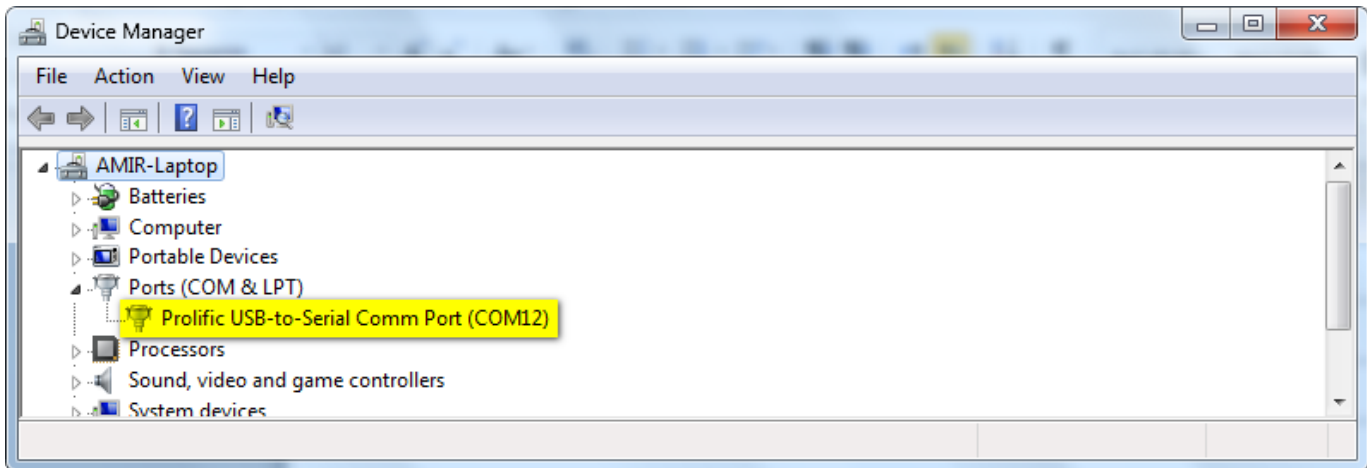 Device Manager
File Action View Help
AMIR-Laptop
Batteries
Computer
Portable Devices
Ports (COM & LPT)
Prolific USB-to-Serial Comm Port (COM12)
Processors
Sound, video and game controllers
System devices